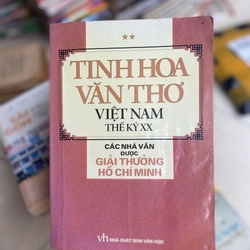 ★★
TINH HOA
VĂN THƠ
VIỆT NAM
THẾ KỶ XX
CÁC NHÀ VĂN
ĐƯỢC
GIẢI THƯỞNG
HỒ CHÍ MINH
vh NHÀ XUẤT BẢN VĂN HỌC